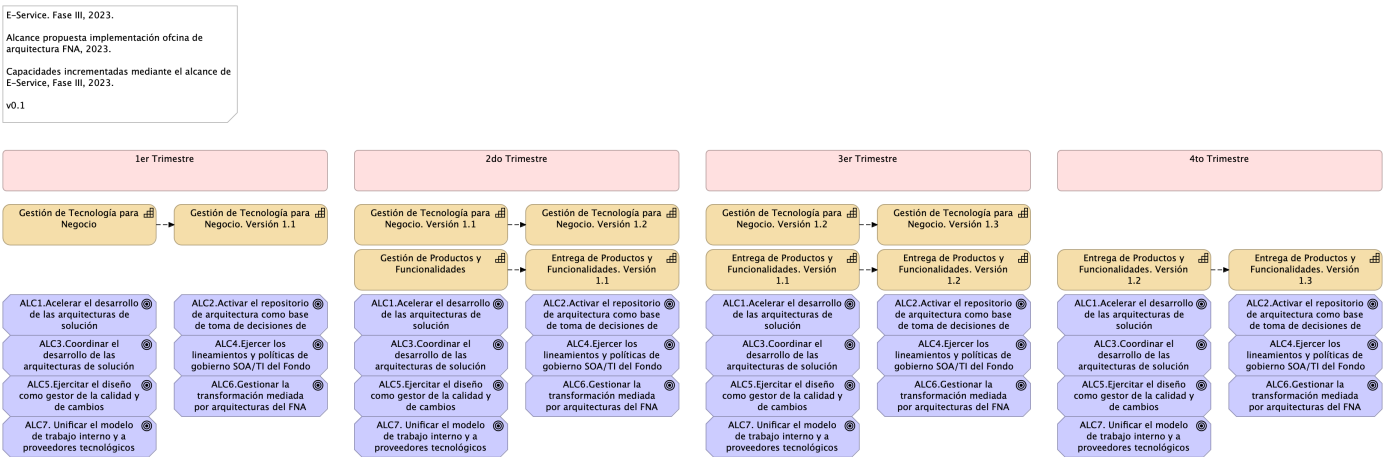 E-Service. Fase III, 2023.
Alcance propuesta implementación ofcina de
arquitectura FNA, 2023.
Capacidades incrementadas mediante el alcance de
E-Service, Fase III, 2023.
v0.1
1er Trimestre
2do Trimestre
3er Trimestre
4to Trimestre
Gestión de Tecnología para
Negocio
Gestión de Tecnología para
Negocio. Versión 1.1
Gestión de Tecnología para
Negocio. Versión 1.1
Gestión de Tecnología para
Negocio. Versión 1.2
Gestión de Tecnología para
Negocio. Versión 1.2
Gestión de Tecnología para
Negocio. Versión 1.3
Gestión de Productos y
Funcionalidades
Entrega de Productos y
Funcionalidades. Versión
1.1
Entrega de Productos y
Funcionalidades. Versión
1.1
Entrega de Productos y
Funcionalidades. Versión
1.2
Entrega de Productos y
Funcionalidades. Versión
1.2
Entrega de Productos y
Funcionalidades. Versión
1.3
ALC1.Acelerar el desarrollo
de las arquitecturas de
solución
ALC2.Activar el repositorio
de arquitectura como base
de toma de decisiones de
ALC3.Coordinar el
desarrollo de las
arquitecturas de solución
ALC4.Ejercer los
lineamientos y políticas de
gobierno SOA/TI del Fondo
ALC5.Ejercitar el diseño
como gestor de la calidad y
de cambios
ALC6.Gestionar la
transformación mediada
por arquitecturas del FNA
ALC7. Unificar el modelo
de trabajo interno y a
proveedores tecnológicos
ALC1.Acelerar el desarrollo
de las arquitecturas de
solución
ALC2.Activar el repositorio
de arquitectura como base
de toma de decisiones de
ALC3.Coordinar el
desarrollo de las
arquitecturas de solución
ALC4.Ejercer los
lineamientos y políticas de
gobierno SOA/TI del Fondo
ALC5.Ejercitar el diseño
como gestor de la calidad y
de cambios
ALC6.Gestionar la
transformación mediada
por arquitecturas del FNA
ALC7. Unificar el modelo
de trabajo interno y a
proveedores tecnológicos
ALC1.Acelerar el desarrollo
de las arquitecturas de
solución
ALC2.Activar el repositorio
de arquitectura como base
de toma de decisiones de
ALC3.Coordinar el
desarrollo de las
arquitecturas de solución
ALC4.Ejercer los
lineamientos y políticas de
gobierno SOA/TI del Fondo
ALC5.Ejercitar el diseño
como gestor de la calidad y
de cambios
ALC6.Gestionar la
transformación mediada
por arquitecturas del FNA
ALC7. Unificar el modelo
de trabajo interno y a
proveedores tecnológicos
ALC1.Acelerar el desarrollo
de las arquitecturas de
solución
ALC2.Activar el repositorio
de arquitectura como base
de toma de decisiones de
ALC3.Coordinar el
desarrollo de las
arquitecturas de solución
ALC4.Ejercer los
lineamientos y políticas de
gobierno SOA/TI del Fondo
ALC5.Ejercitar el diseño
como gestor de la calidad y
de cambios
ALC6.Gestionar la
transformación mediada
por arquitecturas del FNA
ALC7. Unificar el modelo
de trabajo interno y a
proveedores tecnológicos